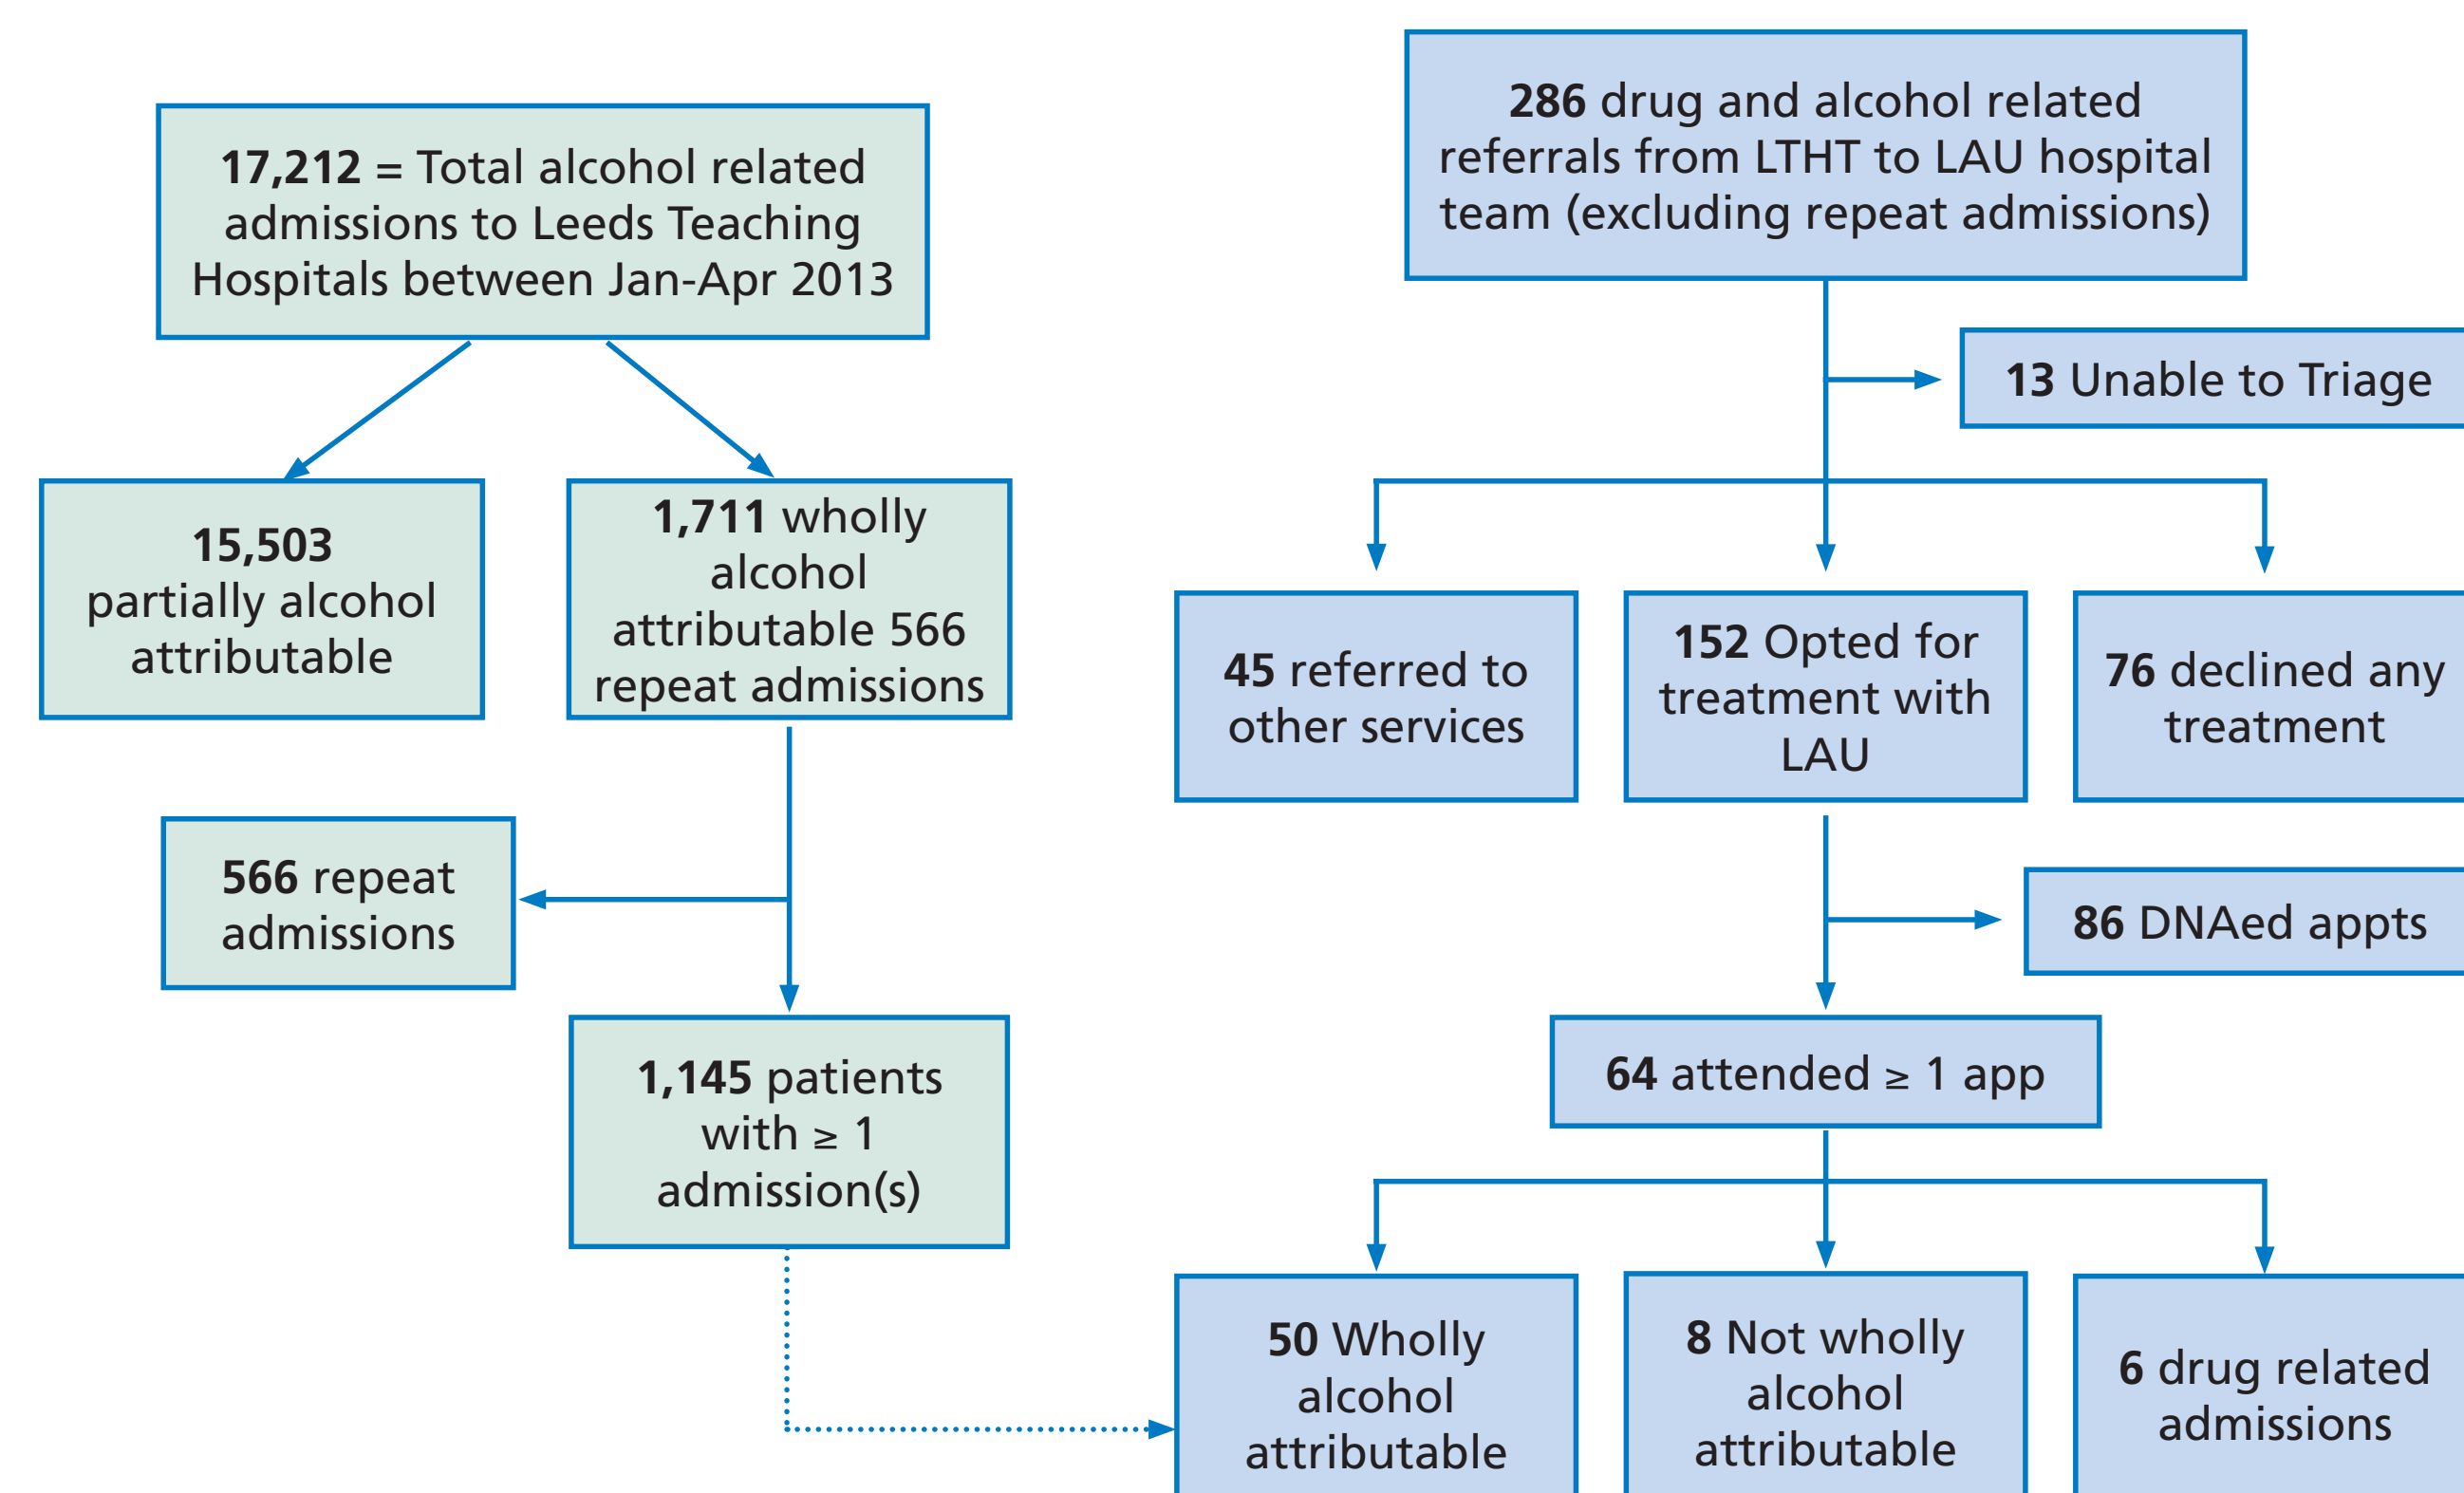 17,212 = Total alcohol related
admissions to Leeds Teaching
Hospitals between Jan-Apr 2013
15,503
partially alcohol
attributable
1,711 wholly
alcohol
attributable 566
repeat admissions
566 repeat
admissions
1,145 patients
with ≥ 1
admission(s)
286 drug and alcohol related
referrals from LTHT to LAU hospital
team (excluding repeat admissions)
13 Unable to Triage
45 referred to
other services
152 Opted for
treatment with
LAU
76 declined any
treatment
86 DNAed appts
64 attended ≥ 1 app
50 Wholly
alcohol
attributable
8 Not wholly
alcohol
attributable
6 drug related
admissions